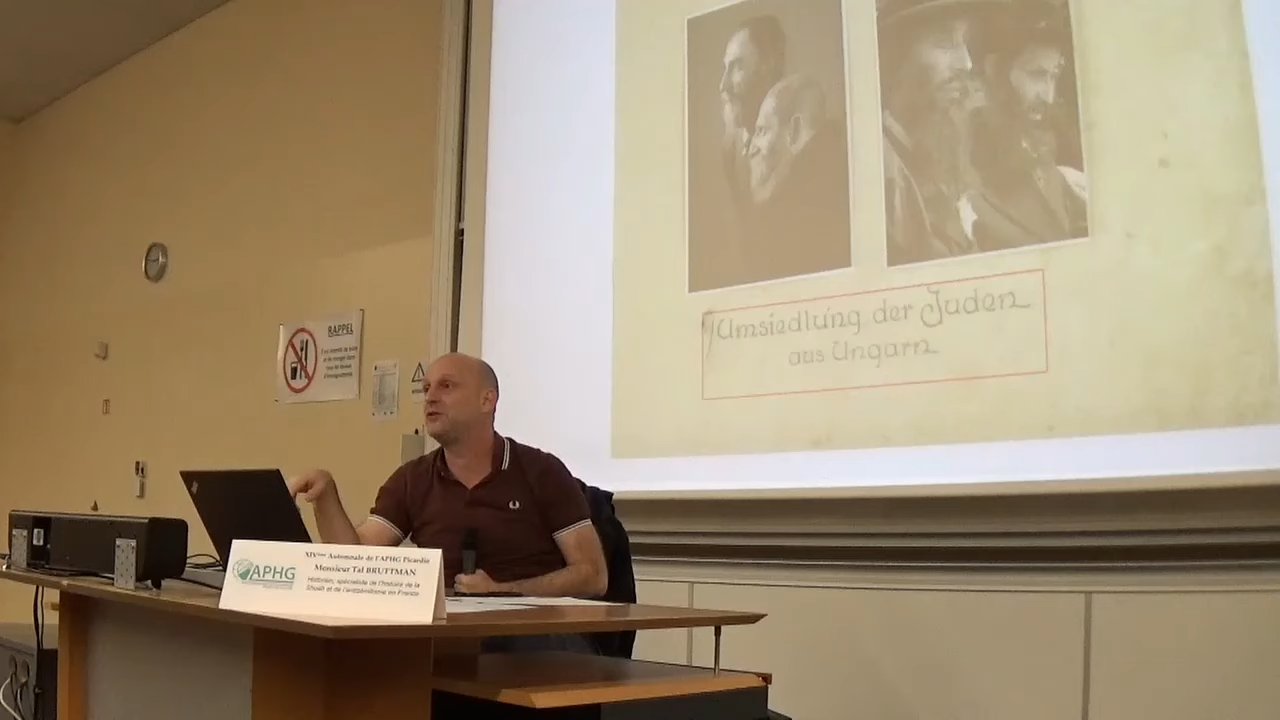 Umsiedlung der Juden
aus Ungarn
RAPPEL
XIVème Automnale de l'APHG Picardie
Monsieur Tal BRUTTMAN
APHG
Historien, spécialiste de l'histoire de la
Shoah et de l'antisémitisme en France